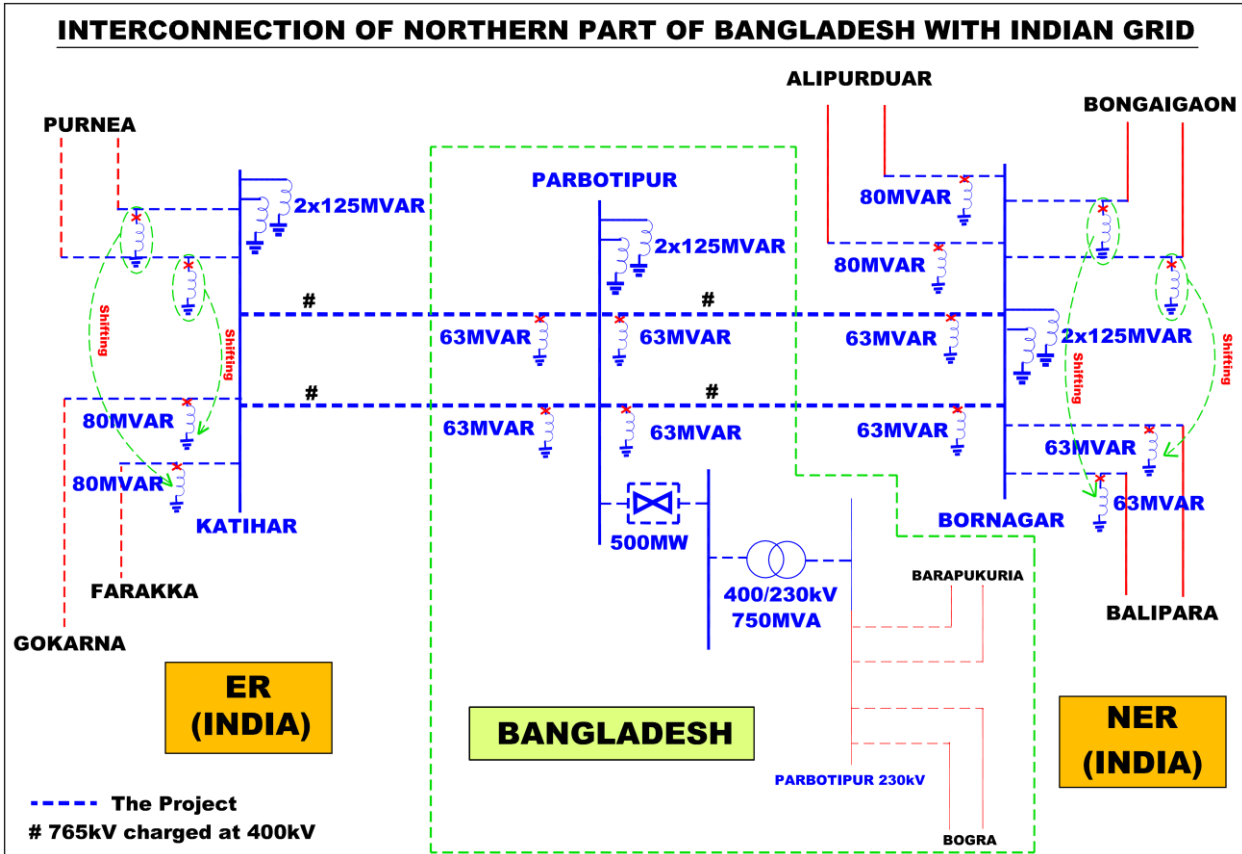 INTERCONNECTION OF NORTHERN PART OF BANGLADESH WITH INDIAN GRID
ALIPURDUAR
BONGAIGAON
PURNEA
PARBOTIPUR
2x125MVAR
80MVAR
2x125MVAR
80MVAR
Shifting
Shifting
#
#
63MVAR
63MVAR
63MVAR
2x125MVAR
Shifting
Shifting
#
#
80MVAR
63MVAR
63MVAR
63MVAR
63MVAR
80MVAR
63MVAR
KATIHAR
BORNAGAR
500MW
FARAKKA
400/230kV
750MVA
BARAPUKURIA
BALIPARA
GOKARNA
ER
(INDIA)
BANGLADESH
NER
(INDIA)
PARBOTIPUR 230kV
The Project
# 765kV charged at 400kV
BOGRA